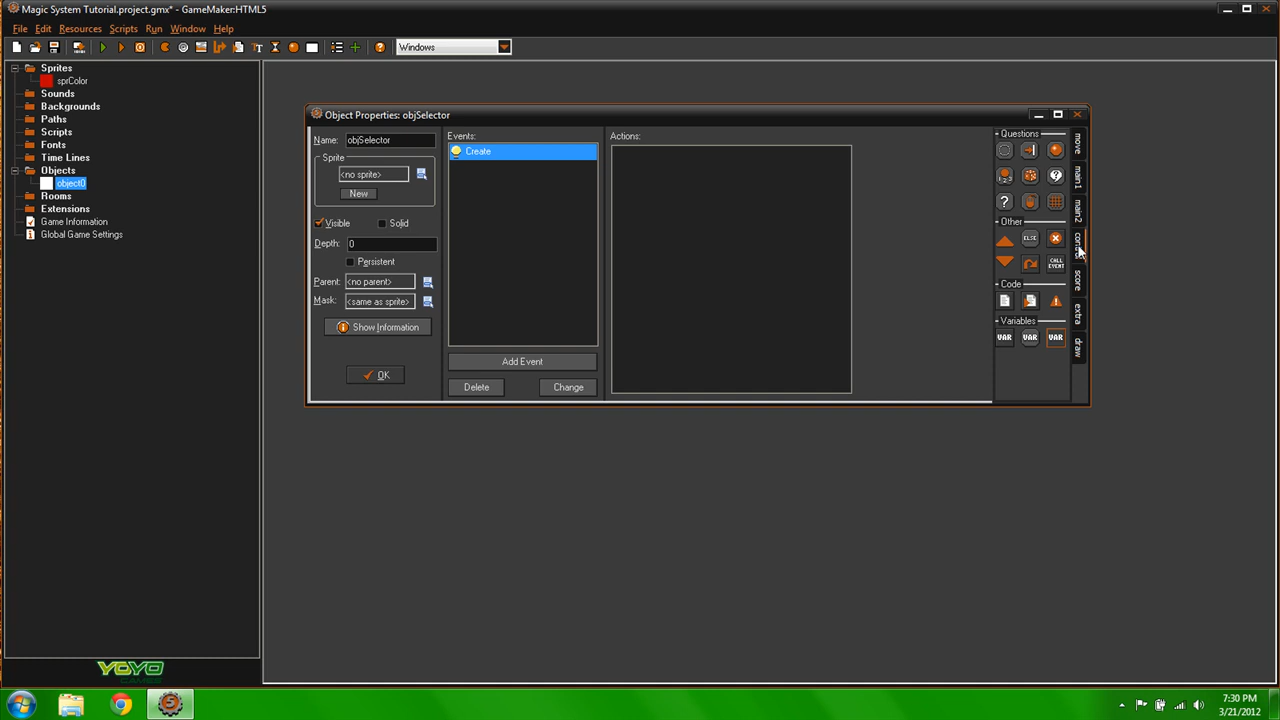 Magic System Tutorial.project.gmx* - GameMaker:HTML5
File Edit Resources Scripts Run Window Help
Windows
Sprites
sprColor
Sounds
Backgrounds
Paths
Scripts
Fonts
Time Lines
Objects
object0
Rooms
Extensions
Game Information
Global Game Settings
YOYO
GAMES
Object Properties: objSelector
Name: objSelector
Sprite
<no sprite>
New
Visible Solid
Depth: 0
Persistent
Parent: <no parent>
Mask: <same as sprite>
Show Information
OK
Events:
Create
Add Event
Delete Change
Actions:
Questions
Other
ELSE
CALL
EVENT
Code
Variables
VAR VAR VAR
move
main1
main2
score
extra
draw
7:30 PM
3/21/2012